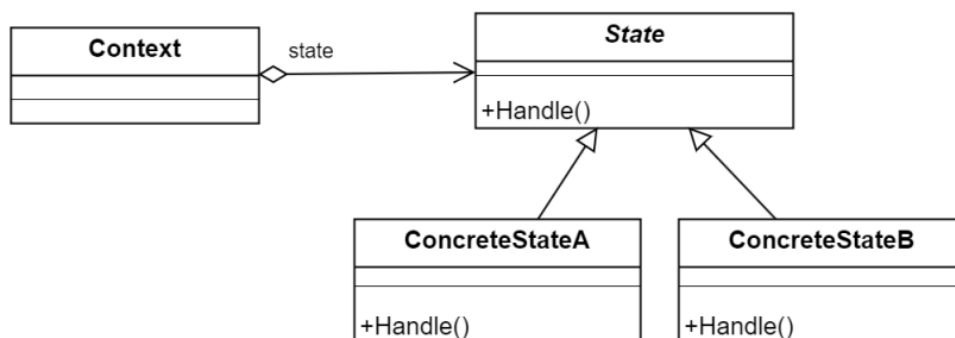 Context
state
State
+Handle()
ConcreteStateA
+Handle()
ConcreteStateB
+Handle()